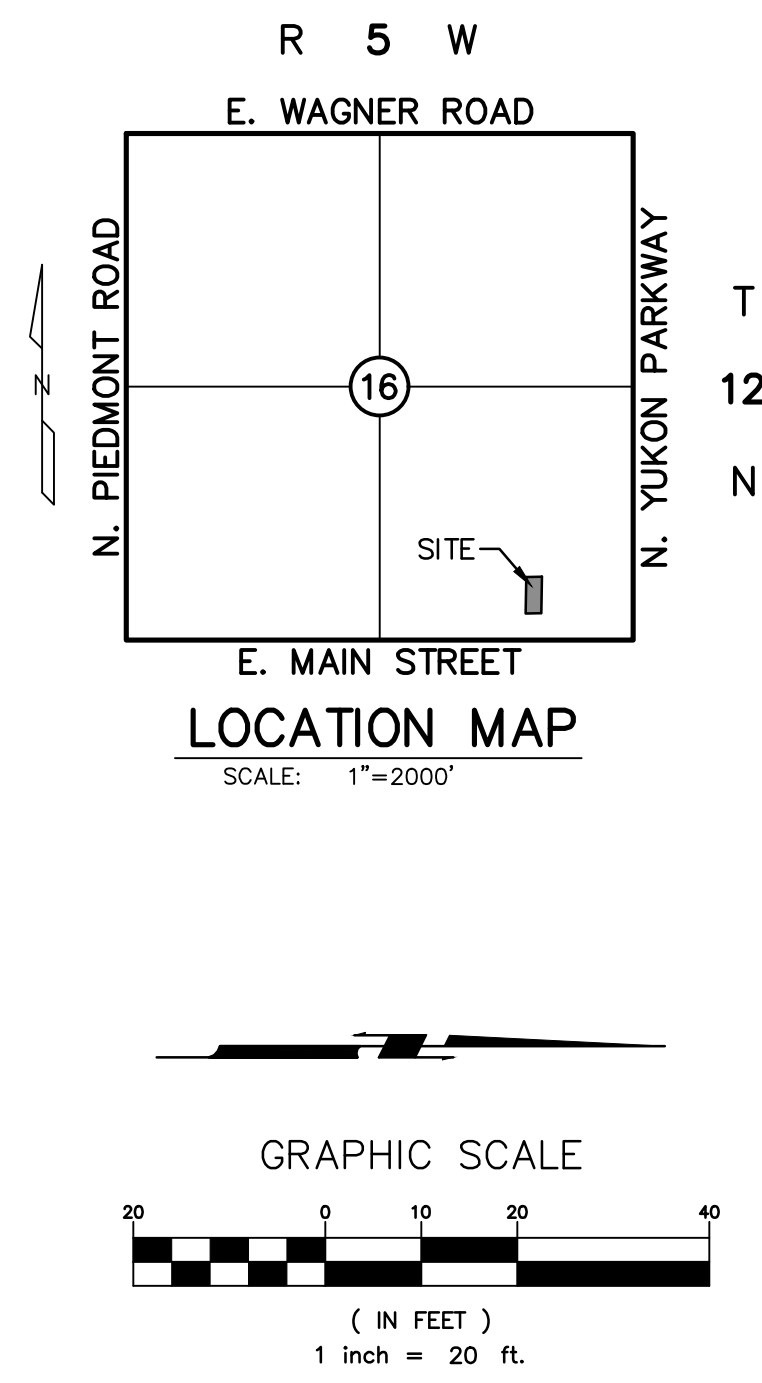 R 5 W
E. WAGNER ROAD
N. PIEDMONT ROAD
N. YUKON PARKWAY
T
12
N
N
16
SITE
E. MAIN STREET
LOCATION MAP
SCALE: 1"=2000'
GRAPHIC SCALE
20 0 10 20 40
( IN FEET )
1 inch = 20 ft.